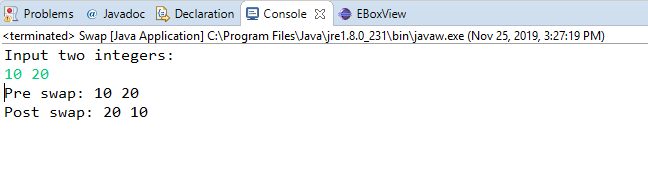 Problems @ Javadoc Declaration Console EBoxView
<terminated> Swap [Java Application] C:\Program Files\Java\jre1.8.0_231\bin\javaw.exe (Nov 25, 2019, 3:27:19 PM)
Input two integers:
10 20
Pre swap: 10 20
Post swap: 20 10